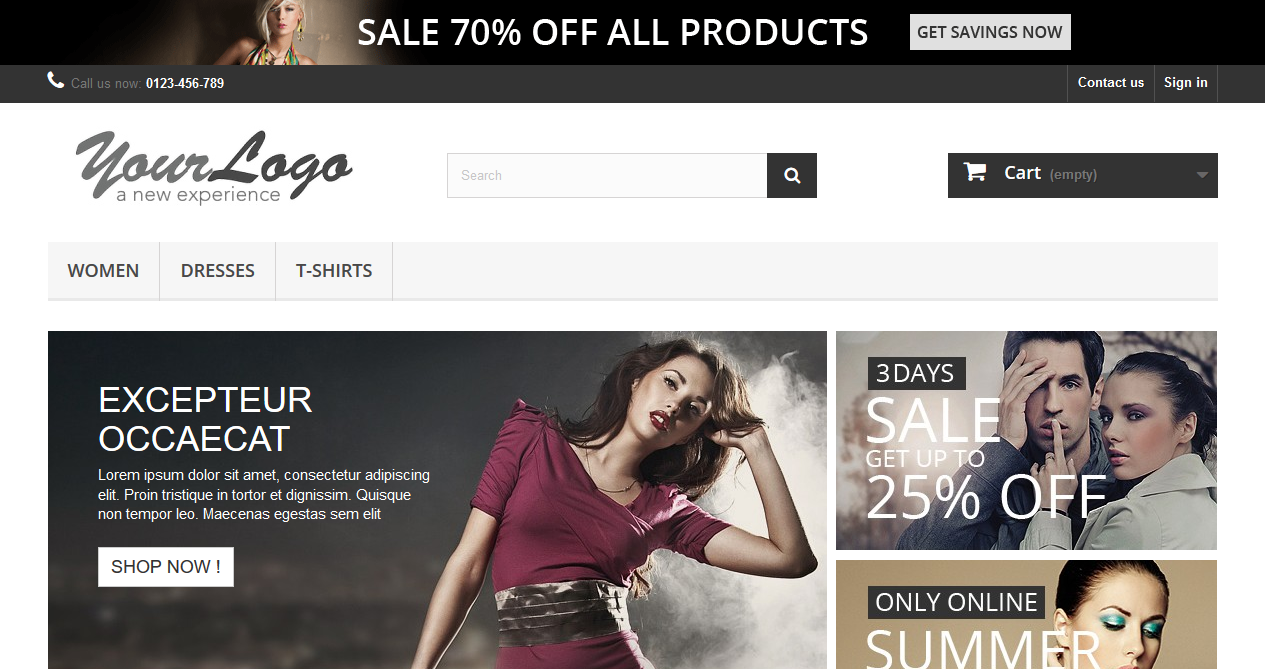 SALE 70% OFF ALL PRODUCTS
GET SAVINGS NOW
Call us now: 0123-456-789
Contact us
Sign in
YourLogo
a new experience
Search
Cart (empty)
WOMEN
DRESSES
T-SHIRTS
EXCEPTEUR
OCCAECAT
Lorem ipsum dolor sit amet, consectetur adipiscing
elit. Proin tristique in tortor et dignissim. Quisque
non tempor leo. Maecenas egestas sem elit
SHOP NOW !
3 DAYS
SALE
GET UP TO
25% OFF
ONLY ONLINE
SUMMER